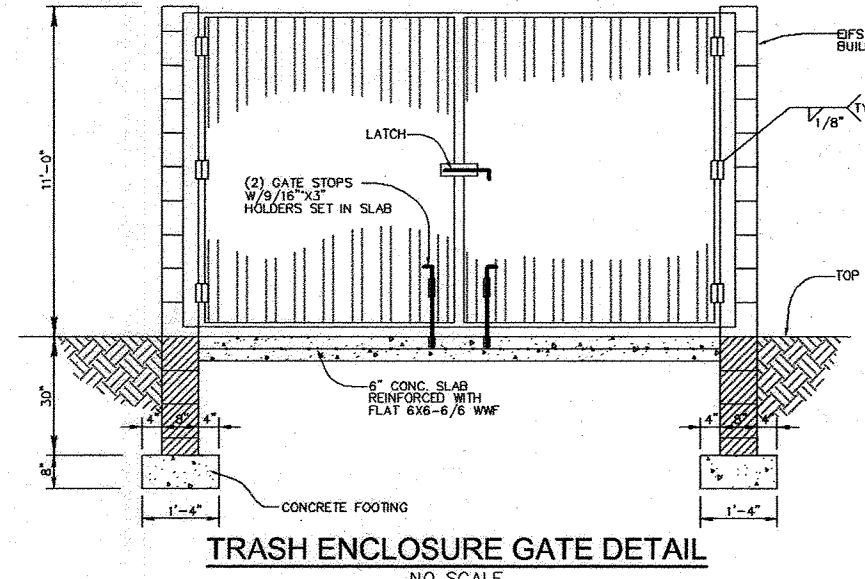 EIFS
BUIL
1/8"
LATCH
11'-0"
(2) GATE STOPS
W/9/16"X3"
HOLDERS SET IN SLAB
TOP
6" CONC. SLAB
REINFORCED WITH
FLAT 6X6-6/6 WWF
30"
4" 8" 4"
4" 8" 4"
8"
CONCRETE FOOTING
1'-4"
1'-4"
TRASH ENCLOSURE GATE DETAIL
NO SCALE